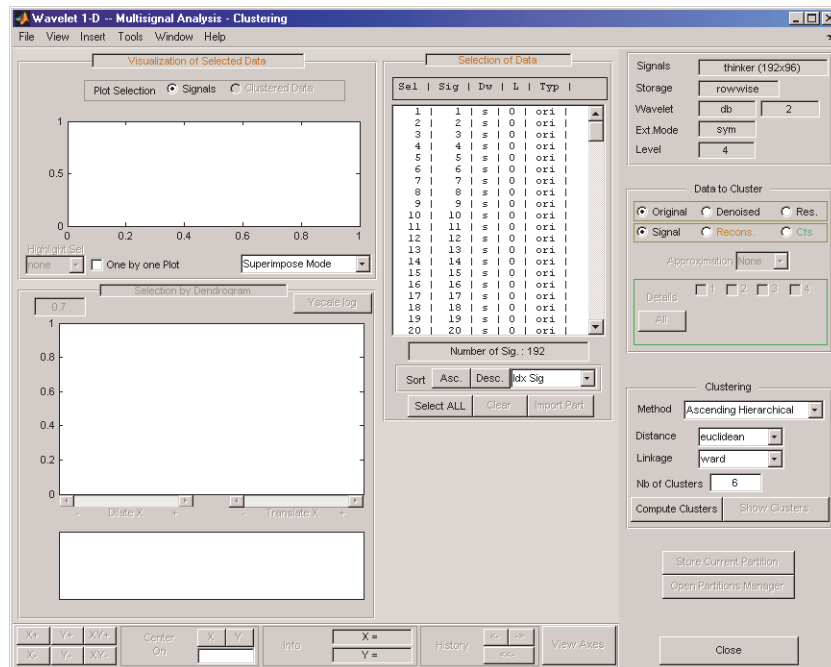 Wavelet 1-D -- Multisignal Analysis - Clustering
File View Insert Tools Window Help
Visualization of Selected Data
Plot Selection Signals Clustered Data
1
0.5
0
0 0.2 0.4 0.6 0.8 1
Highlight Sel
none One by one Plot Superimpose Mode
Selection by Dendrogram
0.7 Yscale log
1
0.8
0.6
0.4
0.2
0
- Dilate X + - Translate X +
Selection of Data
Sel | Sig | Dw | L | Typ |
1 | 1 | s | 0 | ori |
2 | 2 | s | 0 | ori |
3 | 3 | s | 0 | ori |
4 | 4 | s | 0 | ori |
5 | 5 | s | 0 | ori |
6 | 6 | s | 0 | ori |
7 | 7 | s | 0 | ori |
8 | 8 | s | 0 | ori |
9 | 9 | s | 0 | ori |
10 | 10 | s | 0 | ori |
11 | 11 | s | 0 | ori |
12 | 12 | s | 0 | ori |
13 | 13 | s | 0 | ori |
14 | 14 | s | 0 | ori |
15 | 15 | s | 0 | ori |
16 | 16 | s | 0 | ori |
17 | 17 | s | 0 | ori |
18 | 18 | s | 0 | ori |
19 | 19 | s | 0 | ori |
20 | 20 | s | 0 | ori |
Number of Sig. : 192
Sort Asc. Desc. Idx Sig
Select ALL Clear Import Part
Signals thinker (192x96)
Storage rowwise
Wavelet db 2
Ext.Mode sym
Level 4
Data to Cluster
Original Denoised Res.
Signal Recons. Cfs
Approximation None
Details 1 2 3 4
All
Clustering
Method Ascending Hierarchical
Distance euclidean
Linkage ward
Nb of Clusters 6
Compute Clusters Show Clusters
Store Current Partition
Open Partitions Manager
Close
X+ Y+ XY+
X- Y- XY-
Center On X Y
Info X =
Y =
History <- ->
<<-
View Axes